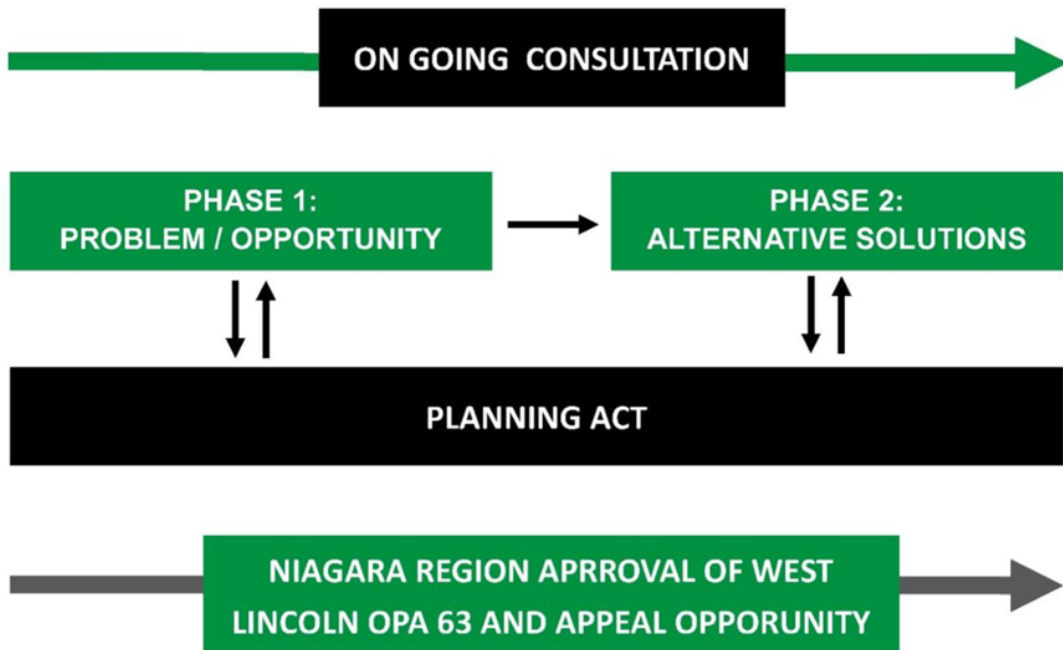 ON GOING CONSULTATION
PHASE 1:
PROBLEM / OPPORTUNITY
PHASE 2:
ALTERNATIVE SOLUTIONS
PLANNING ACT
NIAGARA REGION APRROVAL OF WEST
LINCOLN OPA 63 AND APPEAL OPPORUNITY